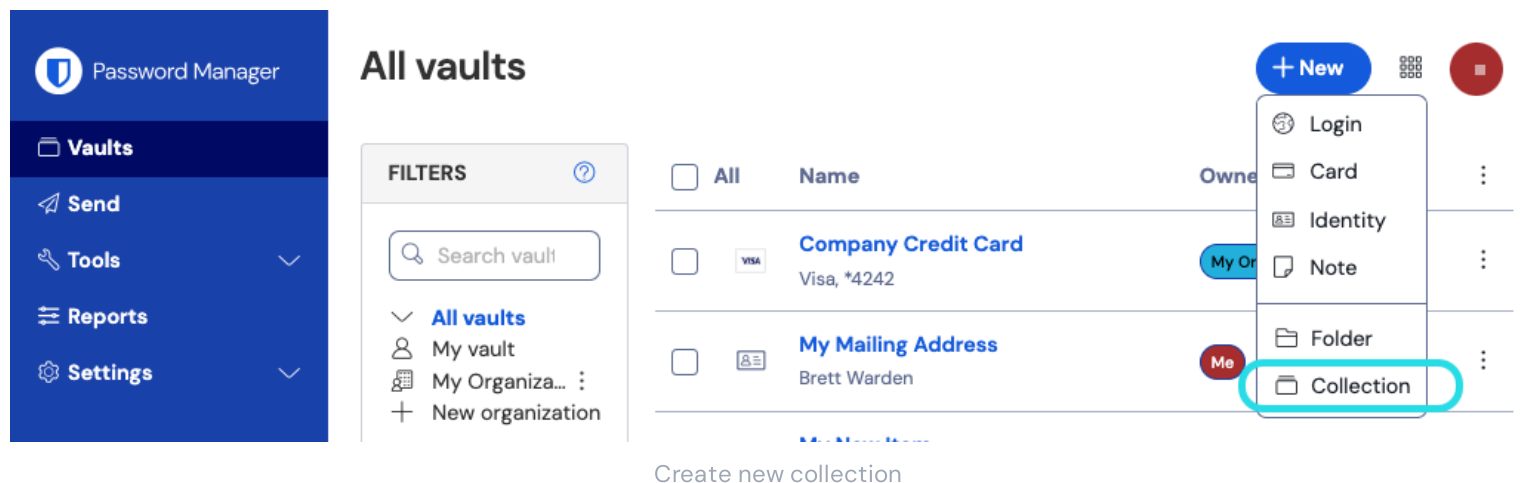 Password Manager
Vaults
Send
Tools
Reports
Settings
All vaults
New
FILTERS
Search vault
All vaults
My vault
My Organiza...
New organization
All Name Owne
Company Credit Card
VISA
Visa, *4242
My Or
My Mailing Address
Brett Warden
Me
Login
Card
Identity
Note
Folder
Collection
Create new collection